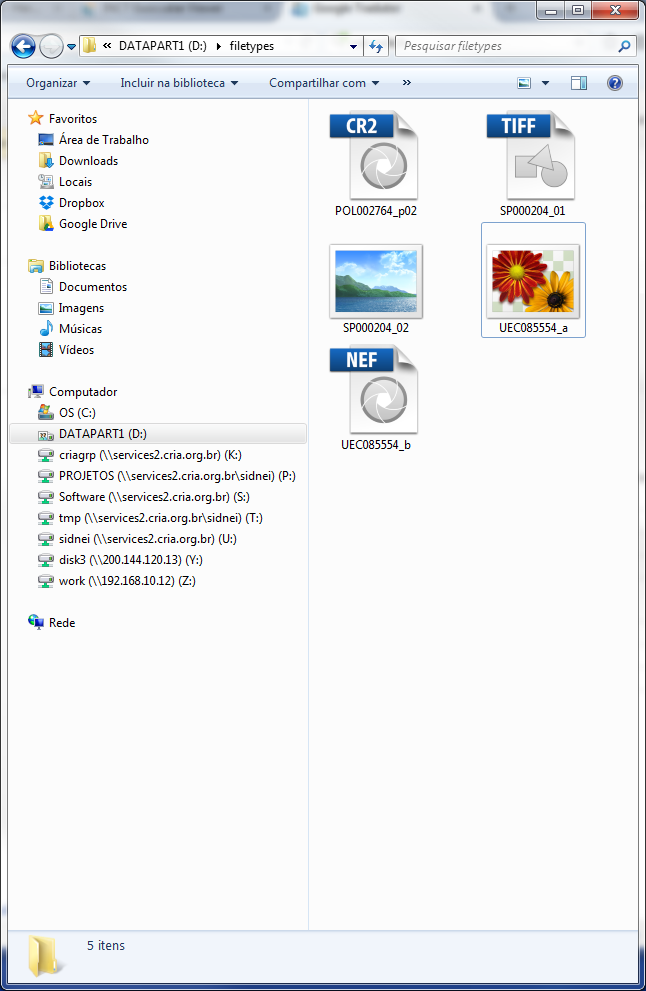 Google Tradutor
« DATAPART1 (D:) filetypes
Pesquisar filetypes
Organizar Incluir na biblioteca Compartilhar com »
Favoritos
Área de Trabalho
Downloads
Locais
Dropbox
Google Drive
Bibliotecas
Documentos
Imagens
Músicas
Vídeos
Computador
OS (C:)
DATAPART1 (D:)
criagrp (\\services2.cria.org.br) (K:)
PROJETOS (\\services2.cria.org.br\sidnei) (P:)
Software (\\services2.cria.org.br) (S:)
tmp (\\services2.cria.org.br\sidnei) (T:)
sidnei (\\services2.cria.org.br) (U:)
disk3 (\\200.144.120.13) (Y:)
work (\\192.168.10.12) (Z:)
Rede
CR2
POL002764_p02
TIFF
SP000204_01
SP000204_02
UEC085554_a
NEF
UEC085554_b
5 itens